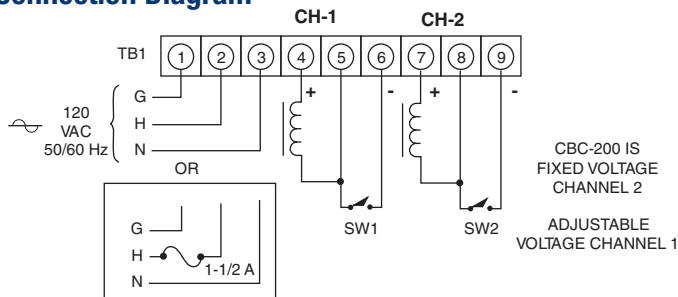 Connection Diagram
CH-1
CH-2
TB1
1 2 3 4 5 6 7 8 9
+ - + -
G
H
N
120
VAC
50/60 Hz
OR
G
H
N
1-1/2 A
SW1
SW2
CBC-200 IS
FIXED VOLTAGE
CHANNEL 2
ADJUSTABLE
VOLTAGE CHANNEL 1